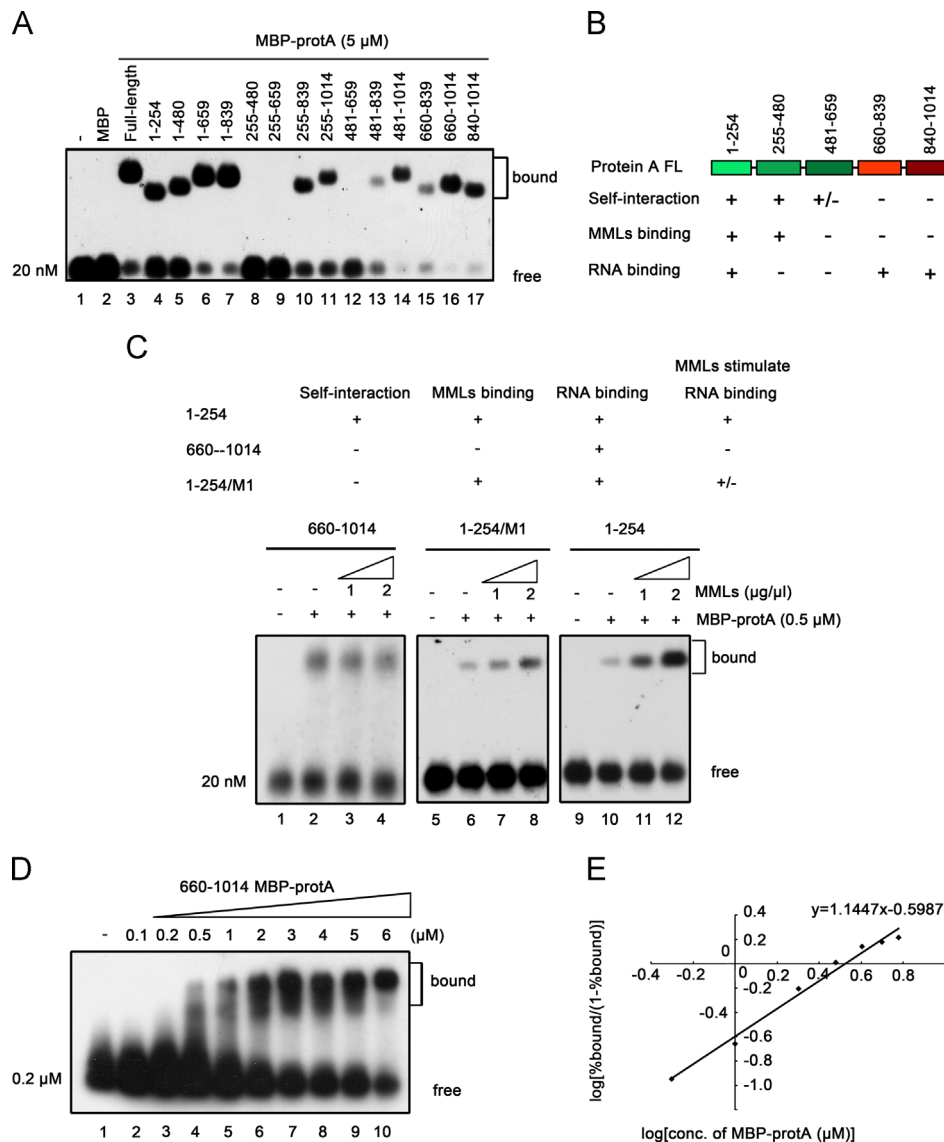 A
MBP-protA (5 µM)
- MBP Full-length 1-254 1-480 1-659 1-839 255-480 255-659 255-839 255-1014 481-659 481-839 481-1014 660-839 660-1014 840-1014
bound
20 nM
free
1 2 3 4 5 6 7 8 9 10 11 12 13 14 15 16 17
B
1-254 255-480 481-659 660-839 840-1014
Protein A FL
Self-interaction + + +/- - -
MMLs binding + + - - -
RNA binding + - - + +
C
MMLs stimulate
Self-interaction MMLs binding RNA binding RNA binding
1-254 + + + +
660--1014 - - + -
1-254/M1 - + + +/-
660-1014 1-254/M1 1-254
- - 1 2 - - 1 2 - - 1 2 MMLs (µg/µl)
- + + + - + + + - + + + MBP-protA (0.5 µM)
bound
20 nM
free
1 2 3 4 5 6 7 8 9 10 11 12
D
660-1014 MBP-protA
- 0.1 0.2 0.5 1 2 3 4 5 6 (µM)
bound
0.2 µM
free
1 2 3 4 5 6 7 8 9 10
E
y=1.1447x-0.5987
log[%bound/(1-%bound)]
0.4
0.2
0
-0.4 -0.2 0.2 0.4 0.6 0.8
-0.2
-0.4
-0.6
-0.8
-1.0
log[conc. of MBP-protA (µM)]